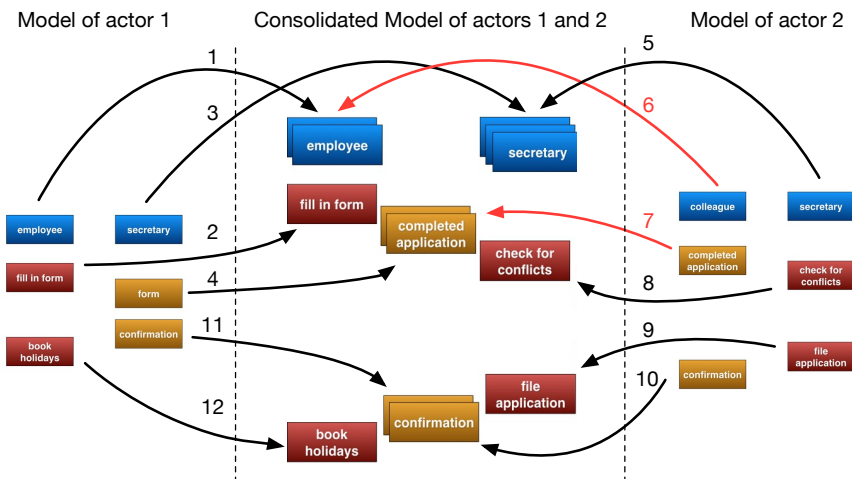 Model of actor 1
Consolidated Model of actors 1 and 2
Model of actor 2
1
5
3
6
employee
secretary
fill in form
completed
application
check for
conflicts
2
7
4
8
11
9
10
12
employee
secretary
fill in form
form
confirmation
book
holidays
colleague
secretary
completed
application
check for
conflicts
file
application
confirmation
file
application
confirmation
book
holidays